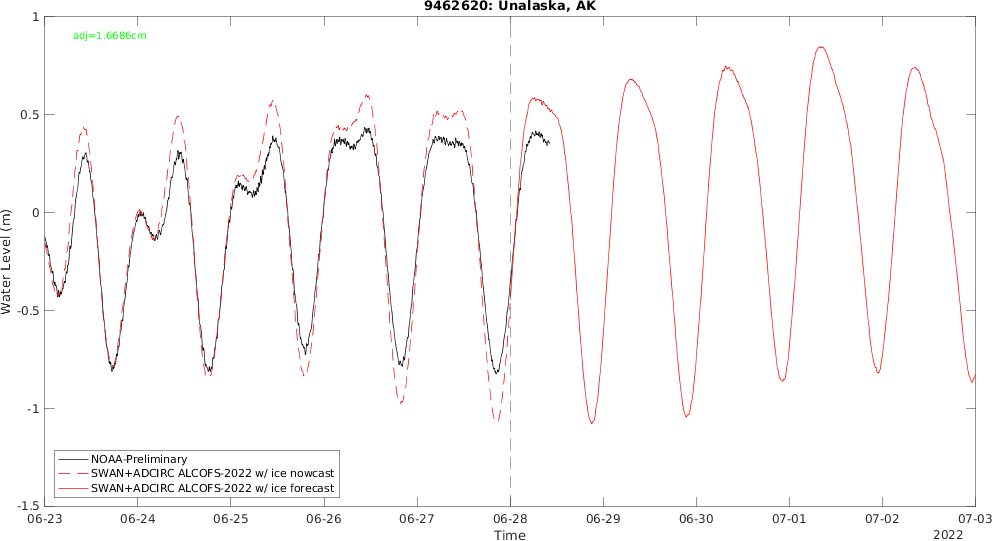 9462620: Unalaska, AK
adj=1.6686cm
1
0.5
0
-0.5
-1
-1.5
Water Level (m)
NOAA-Preliminary
SWAN+ADCIRC ALCOFS-2022 w/ ice nowcast
SWAN+ADCIRC ALCOFS-2022 w/ ice forecast
06-23 06-24 06-25 06-26 06-27 06-28 06-29 06-30 07-01 07-02 07-03
Time
2022